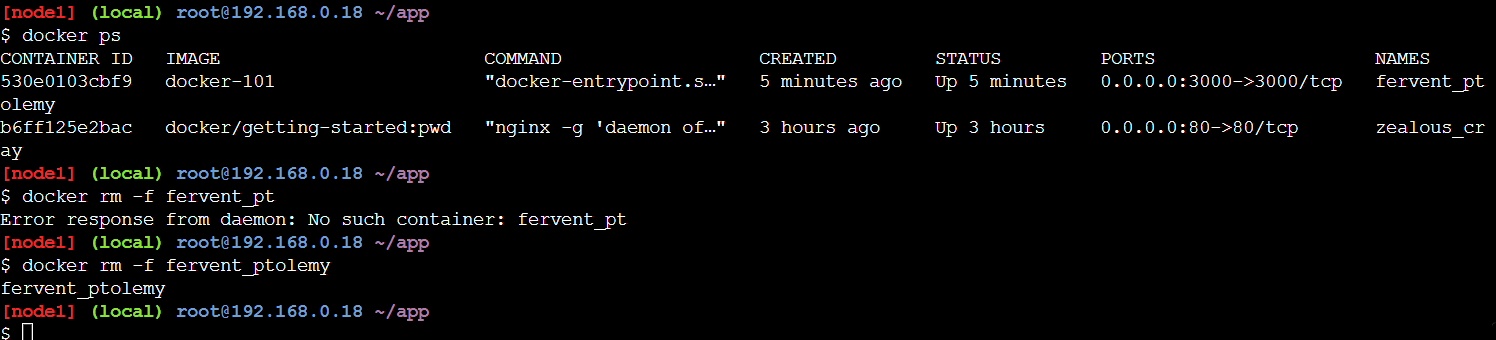 [node1] (local) root@192.168.0.18 ~/app
$ docker ps
CONTAINER ID   IMAGE                        COMMAND                  CREATED         STATUS         PORTS                    NAMES
530e0103cbf9   docker-101                   "docker-entrypoint.s…"   5 minutes ago   Up 5 minutes   0.0.0.0:3000->3000/tcp   fervent_pt
olemy
b6ff125e2bac   docker/getting-started:pwd   "nginx -g 'daemon of…"   3 hours ago     Up 3 hours     0.0.0.0:80->80/tcp       zealous_cr
ay
[node1] (local) root@192.168.0.18 ~/app
$ docker rm -f fervent_pt
Error response from daemon: No such container: fervent_pt
[node1] (local) root@192.168.0.18 ~/app
$ docker rm -f fervent_ptolemy
fervent_ptolemy
[node1] (local) root@192.168.0.18 ~/app
$